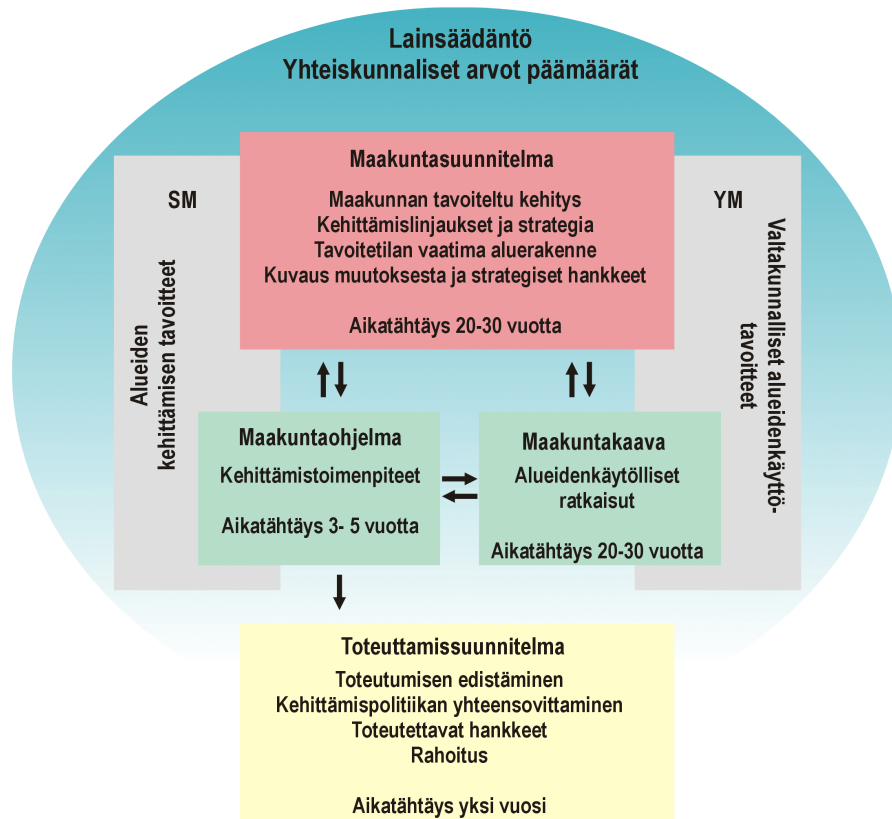 Lainsäädäntö
Yhteiskunnaliset arvot päämäärät
SM
Alueiden
kehittämisen tavoitteet
Maakuntasuunnitelma
Maakunnan tavoiteltu kehitys
Kehittämislinjaukset ja strategia
Tavoitetilan vaatima aluerakenne
Kuvaus muutoksesta ja strategiset hankkeet
Aikatähtäys 20-30 vuotta
YM
Valtakunnalliset alueidenkäyttö-
tavoitteet
Maakuntaohjelma
Kehittämistoimenpiteet
Aikatähtäys 3- 5 vuotta
Maakuntakaava
Alueidenkäytölliset
ratkaisut
Aikatähtäys 20-30 vuotta
Toteuttamissuunnitelma
Toteutumisen edistäminen
Kehittämispolitiikan yhteensovittaminen
Toteutettavat hankkeet
Rahoitus
Aikatähtäys yksi vuosi